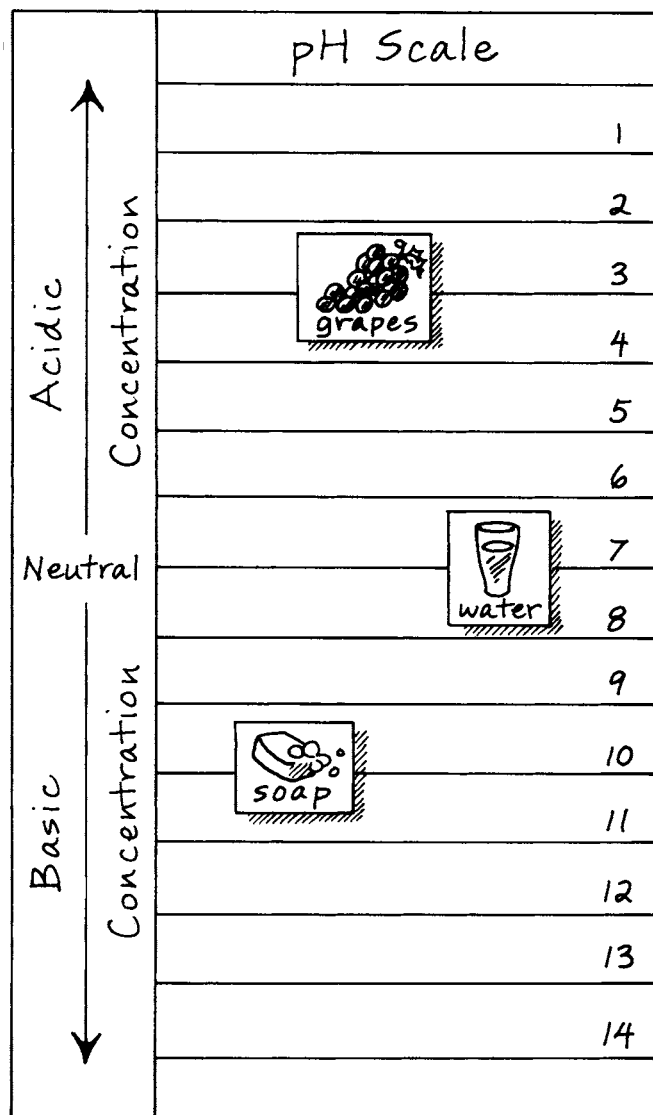 pH Scale
Acidic
Concentration
1
2
3
grapes
4
5
6
Neutral
7
water
8
Basic
Concentration
9
10
soap
11
12
13
14